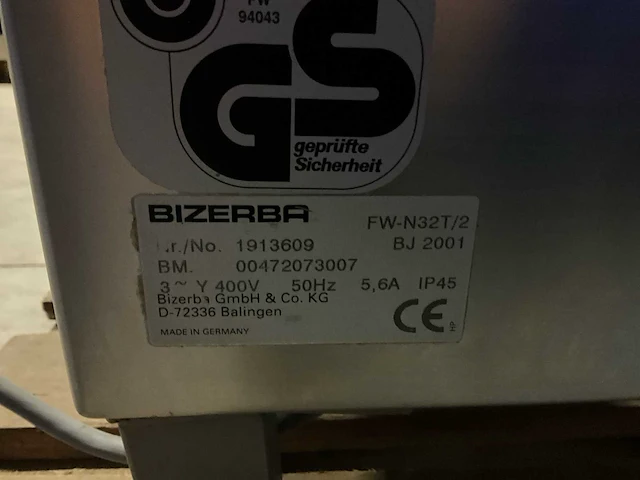 FW
94043
GS
geprüfte
Sicherheit
BIZERBA FW-N32T/2
Nr./No. 1913609 BJ 2001
BM. 00472073007
3~ Y 400V 50Hz 5,6A IP45
Bizerba GmbH & Co. KG
D-72336 Balingen
MADE IN GERMANY
CE